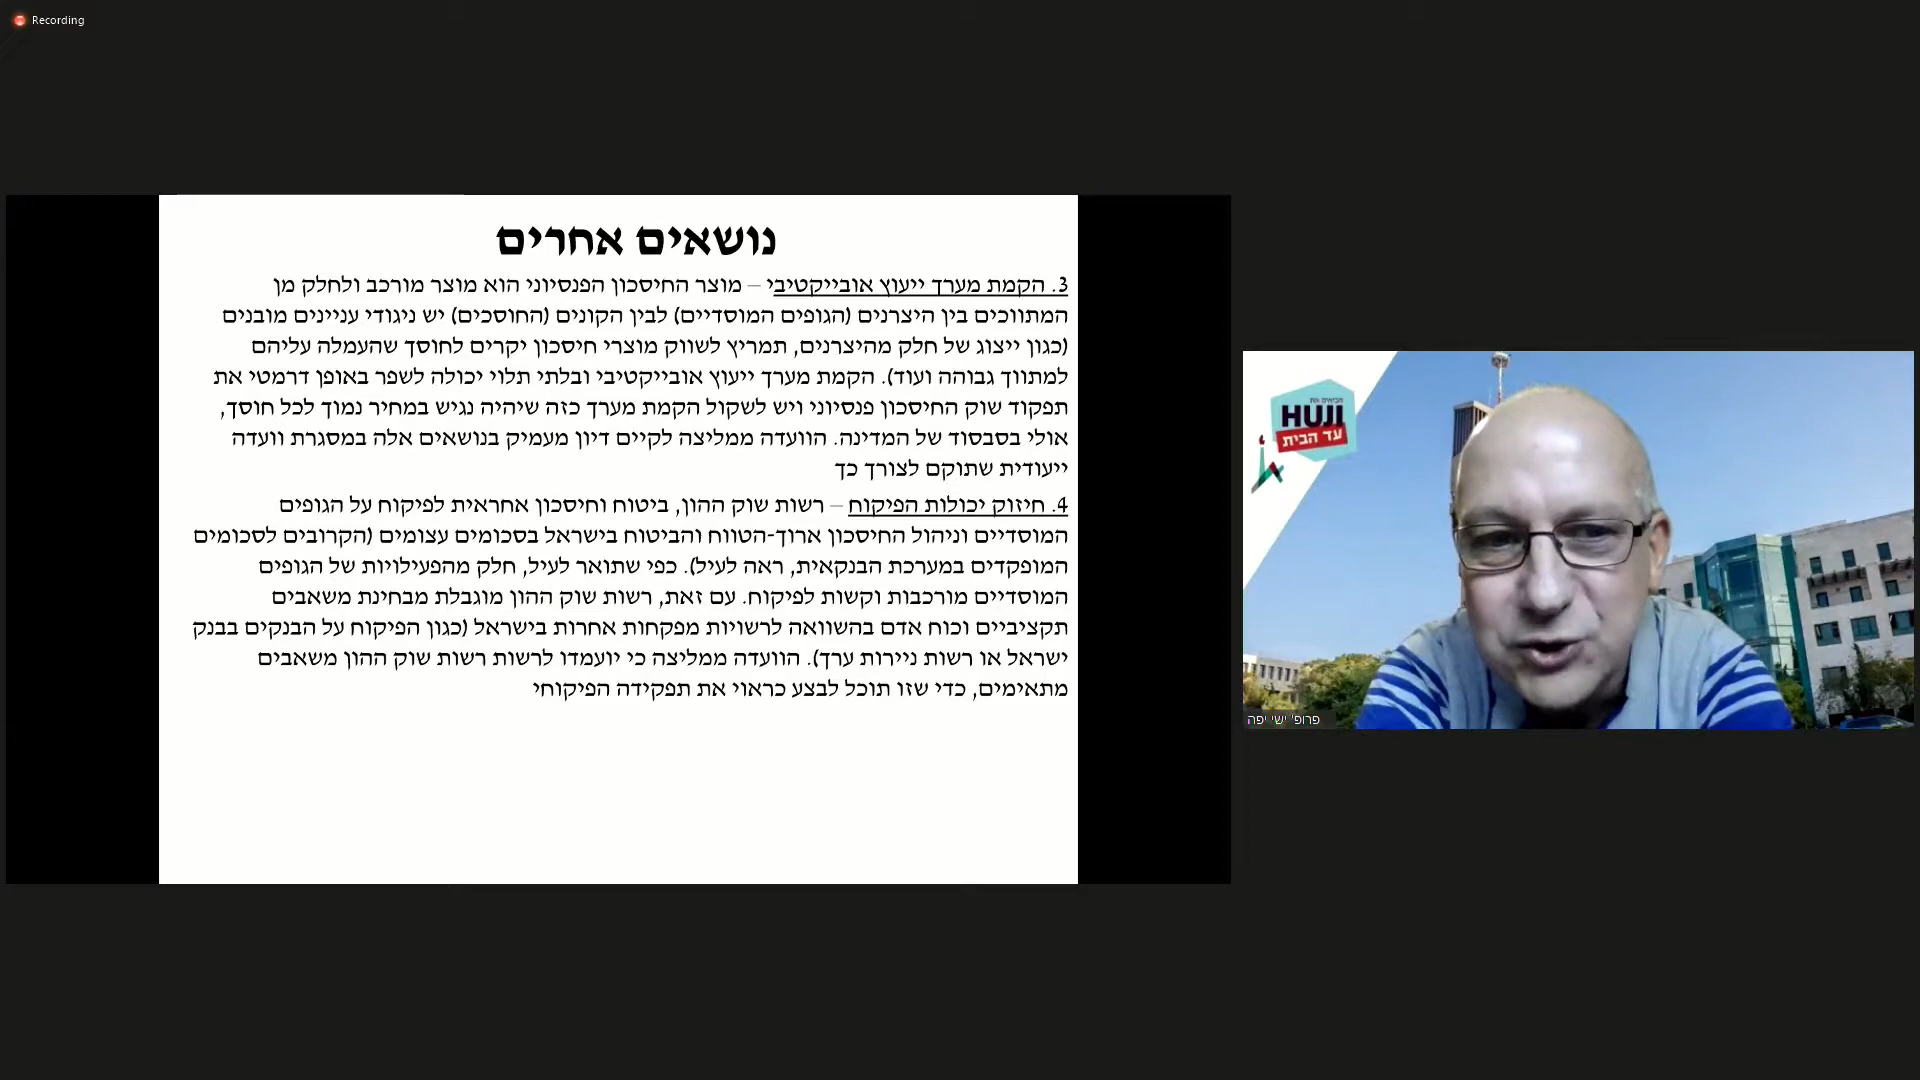 Recording
נושאים אחרים
3. הקמת מערך ייעוץ אובייקטיבי – מוצר החיסכון הפנסיוני הוא מוצר מורכב ולחלק מן
המתווכים בין היצרנים (הגופים המוסדיים) לבין הקונים (החוסכים) יש ניגודי עניינים מובנים
(כגון ייצוג של חלק מהיצרנים, תמריץ לשווק מוצרי חיסכון יקרים לחוסך שהעמלה עליהם
למתווך גבוהה ועוד). הקמת מערך ייעוץ אובייקטיבי ובלתי תלוי יכולה לשפר באופן דרמטי את
תפקוד שוק החיסכון פנסיוני ויש לשקול הקמת מערך כזה שיהיה נגיש במחיר נמוך לכל חוסך,
אולי בסבסוד של המדינה. הוועדה ממליצה לקיים דיון מעמיק בנושאים אלה במסגרת וועדה
ייעודית שתוקם לצורך כך
4. חיזוק יכולות הפיקוח – רשות שוק ההון, ביטוח וחיסכון אחראית לפיקוח על הגופים
המוסדיים וניהול החיסכון ארוך-הטווח והביטוח בישראל בסכומים עצומים (הקרובים לסכומים
המופקדים במערכת הבנקאית, ראה לעיל). כפי שתואר לעיל, חלק מהפעילויות של הגופים
המוסדיים מורכבות וקשות לפיקוח. עם זאת, רשות שוק ההון מוגבלת מבחינת משאבים
תקציביים וכוח אדם בהשוואה לרשויות מפקחות אחרות בישראל (כגון הפיקוח על הבנקים בבנק
ישראל או רשות ניירות ערך). הוועדה ממליצה כי יועמדו לרשות רשות שוק ההון משאבים
מתאימים, כדי שזו תוכל לבצע כראוי את תפקידה הפיקוחי
מביאים את
HUJI
עד הבית
פרופ' ישי יפה